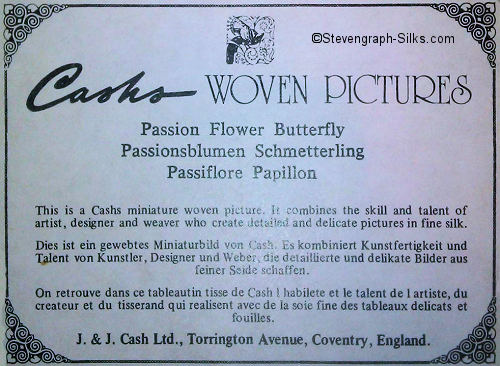 ©Stevengraph-Silks.com
Cashs WOVEN PICTURES
Passion Flower Butterfly
Passionsblumen Schmetterling
Passiflore Papillon
This is a Cashs miniature woven picture. It combines the skill and talent of
artist, designer and weaver who create detailed and delicate pictures in fine silk.
Dies ist ein gewebtes Miniaturbild von Cash. Es kombiniert Kunstfertigkeit und
Talent von Kunstler, Designer und Weber, die detaillierte und delikate Bilder aus
feiner Seide schaffen.
On retrouve dans ce tableautin tisse de Cash l habilete et le talent de l artiste, du
createur et du tisserand qui realisent avec de la soie fine des tableaux delicats et
fouilles.
J. & J. Cash Ltd., Torrington Avenue, Coventry, England.